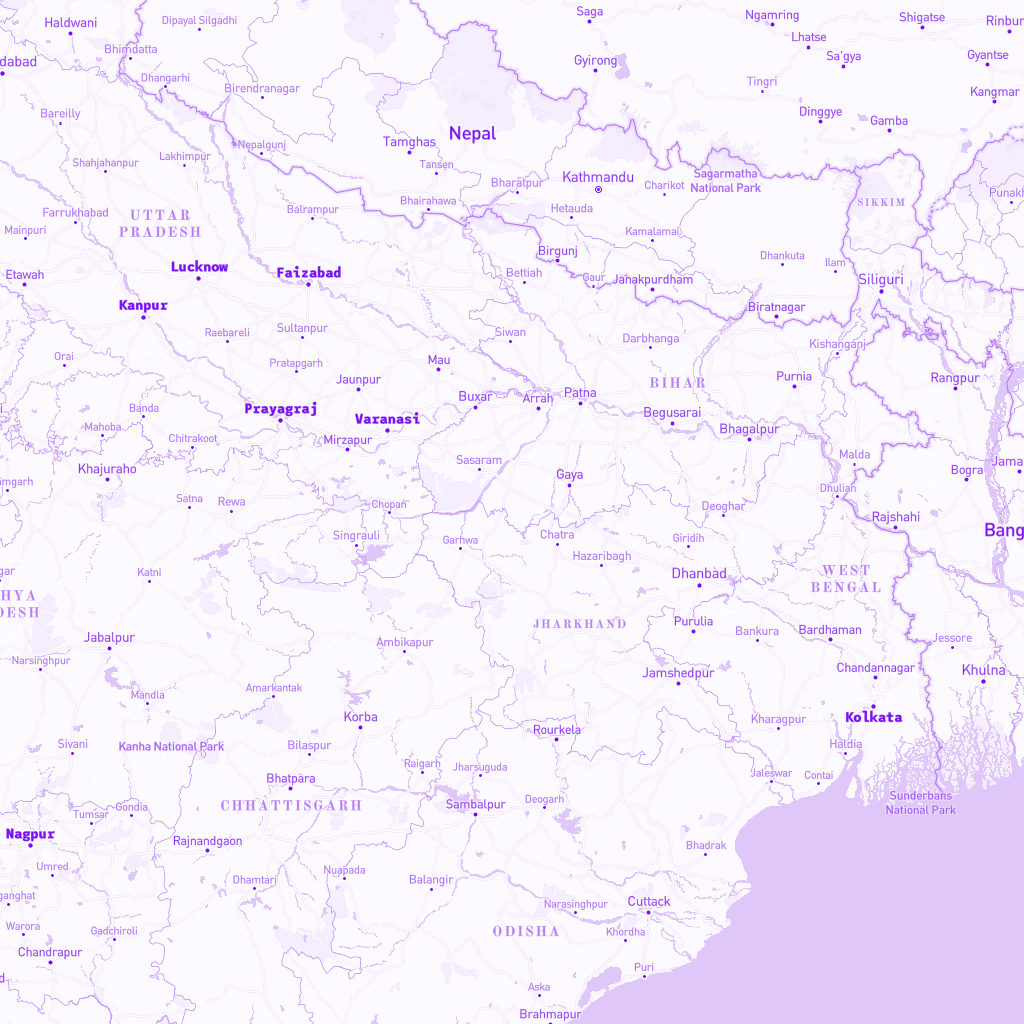 Saga
Ngamring
Shigatse
Rinbur
Haldwani
Dipayal Silgadhi
Lhatse
Bhimdatta
Sa'gya
Gyantse
dabad
Gyirong
Dhangarhi
Birendranagar
Tingri
Kangmar
Bareilly
Dinggye
Gamba
Nepal
Tamghas
Nepalgunj
Lakhimpur
Shahjahanpur
Tansen
Sagarmatha
National Park
Kathmandu
Charikot
Bharatpur
Punakh
SIKKIM
Bhairahawa
Balrampur
Hetauda
Farrukhabad
UTTAR
PRADESH
Mainpuri
Kamalamai
Birgunj
Dhankuta
Ilam
Lucknow
Faizabad
Etawah
Bettiah
Gaur
Janakpurdham
Siliguri
Kanpur
Biratnagar
Raebareli
Sultanpur
Siwan
Darbhanga
Kishanganj
Orai
Mau
Pratapgarh
Jaunpur
BIHAR
Purnia
Rangpur
Buxar
Arrah
Patna
Banda
Prayagraj
Varanasi
Begusarai
Mahoba
Chitrakoot
Mirzapur
Bhagalpur
Malda
Khajuraho
Sasaram
Gaya
Bogra
Jama
mgarh
Satna
Rewa
Chopan
Deoghar
Dhulian
Rajshahi
Bang
Singrauli
Garhwa
Chatra
Giridih
Hazaribagh
gar
Katni
Dhanbad
WEST
BENGAL
HYA
DESH
JHARKHAND
Purulia
Bankura
Bardhaman
Jabalpur
Ambikapur
Jessore
Narsinghpur
Jamshedpur
Chandannagar
Khulna
Mandla
Amarkantak
Korba
Kharagpur
Kolkata
Rourkela
Sivani
Kanha National Park
Bilaspur
Haldia
Raigarh
Jharsuguda
Jaleswar
Contai
Bhatpara
CHHATTISGARH
Sambalpur
Deogarh
Sunderbans
National Park
Gondia
Tumsar
Nagpur
Rajnandgaon
Bhadrak
Umred
Dhamtari
Nuapada
Balangir
ganghat
Narasinghpur
Cuttack
Warora
Gadchiroli
ODISHA
Khordha
Chandrapur
Puri
d
Aska
Brahmapur